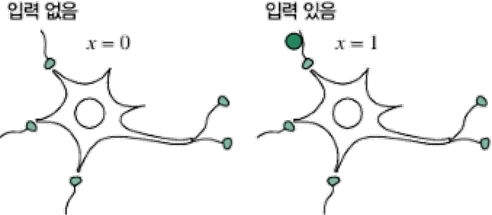 입력 없음
x = 0
입력 있음
x = 1